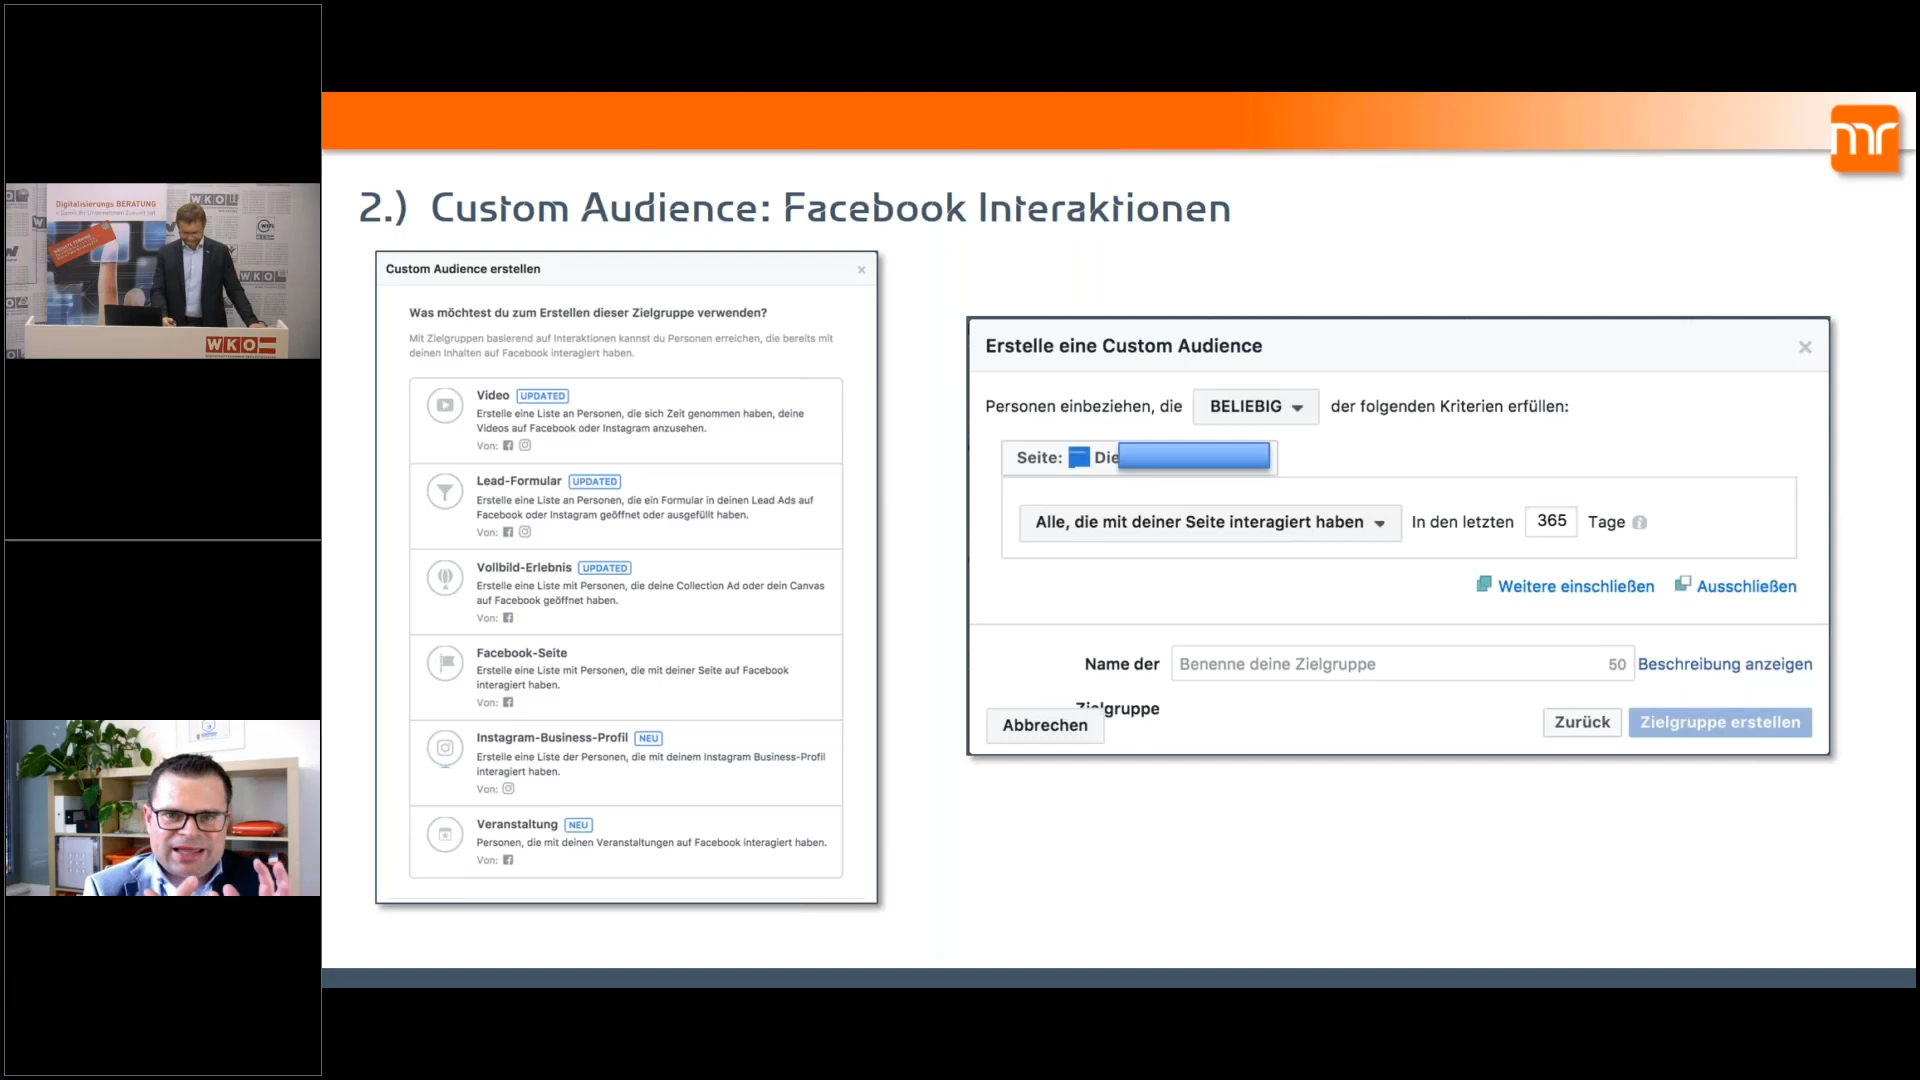 Digitalisierungs BERATUNG
WKO
WKO
WKO
mr
2.) Custom Audience: Facebook Interaktionen
Custom Audience erstellen
Was möchtest du zum Erstellen dieser Zielgruppe verwenden?
Mit Zielgruppen basierend auf Interaktionen kannst du Personen erreichen, die bereits mit
deinen Inhalten auf Facebook interagiert haben.
Video UPDATED
Erstelle eine Liste an Personen, die sich Zeit genommen haben, deine
Videos auf Facebook oder Instagram anzusehen.
Von:
Lead-Formular UPDATED
Erstelle eine Liste an Personen, die ein Formular in deinen Lead Ads auf
Facebook oder Instagram geöffnet oder ausgefüllt haben.
Von:
Vollbild-Erlebnis UPDATED
Erstelle eine Liste mit Personen, die deine Collection Ad oder dein Canvas
auf Facebook geöffnet haben.
Von:
Facebook-Seite
Erstelle eine Liste mit Personen, die mit deiner Seite auf Facebook
interagiert haben.
Von:
Instagram-Business-Profil NEU
Erstelle eine Liste der Personen, die mit deinem Instagram Business-Profil
interagiert haben.
Von:
Veranstaltung NEU
Personen, die mit deinen Veranstaltungen auf Facebook interagiert haben.
Von:
Erstelle eine Custom Audience
Personen einbeziehen, die BELIEBIG der folgenden Kriterien erfüllen:
Seite: Die
Alle, die mit deiner Seite interagiert haben In den letzten 365 Tage
Weitere einschließen Ausschließen
Name der Benenne deine Zielgruppe 50 Beschreibung anzeigen
Zielgruppe
Abbrechen Zurück Zielgruppe erstellen